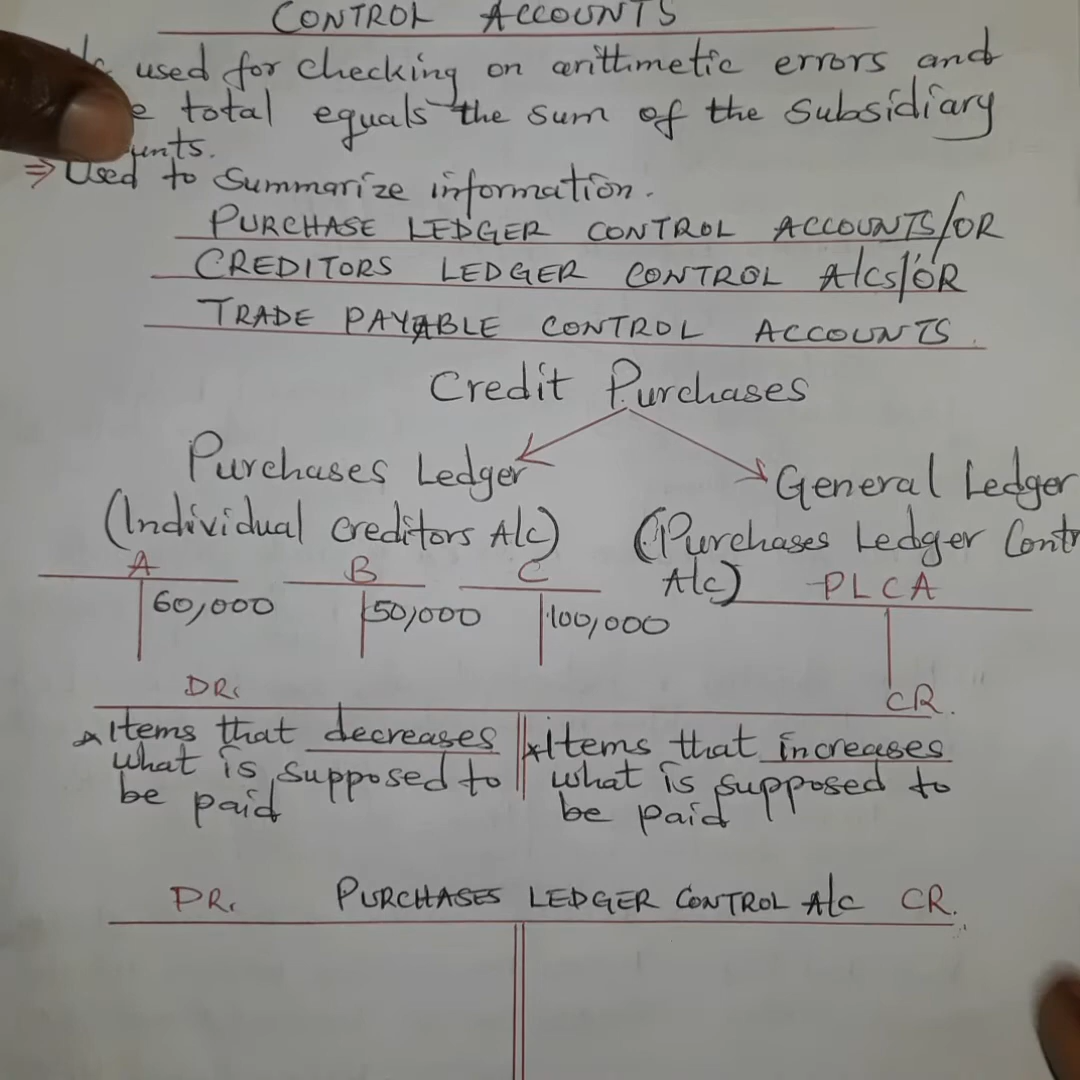 CONTROL ACCOUNTS
used for checking on arithmetic errors and
total equals the sum of the subsidiary
⇒ Used to Summarize information.
PURCHASE LEDGER CONTROL ACCOUNTS/OR
CREDITORS LEDGER CONTROL A/cs/OR
TRADE PAYABLE CONTROL ACCOUNTS.
Credit Purchases
Purchases Ledger
General Ledger
(Individual creditors A/c)
(Purchases Ledger
A/c)
A B C PLCA
60,000 50,000 100,000
DR. CR.
Items that decreases
what is supposed to
be paid
Items that increases
what is supposed to
be paid
DR. PURCHASES LEDGER CONTROL A/c CR.